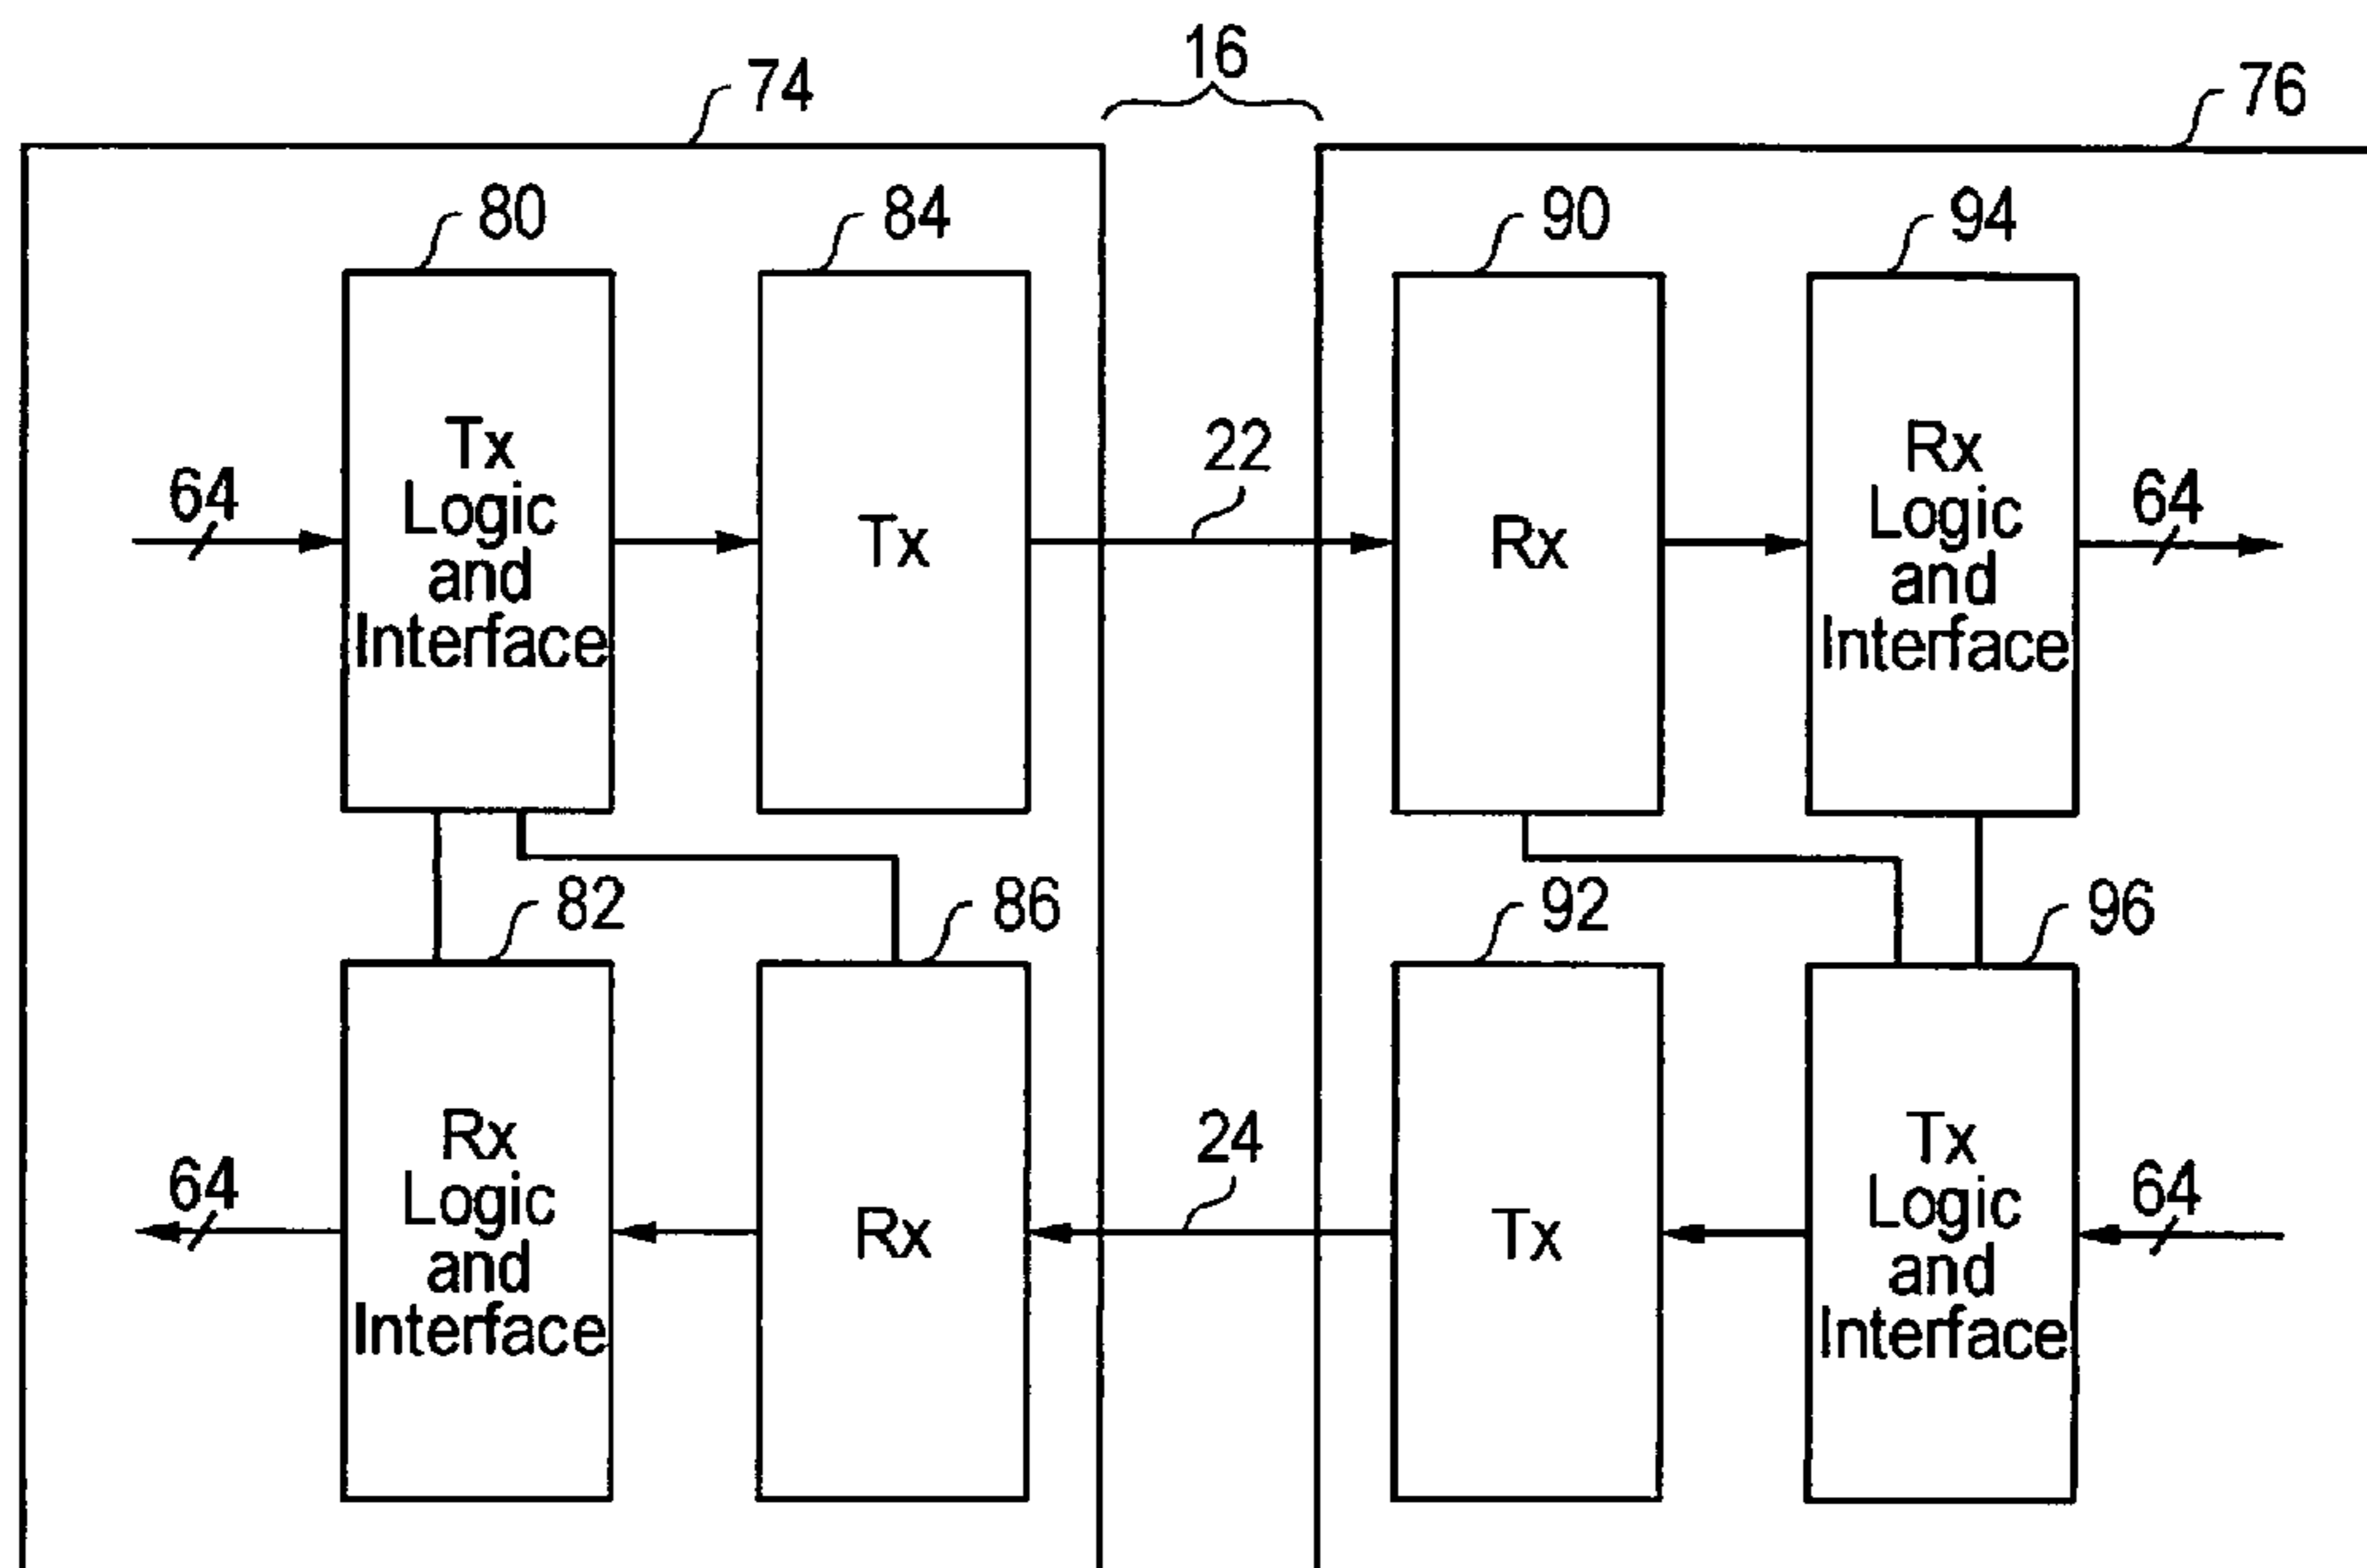 16
74
76
80
84
90
94
Tx
Logic
and
Interface
64
Tx
22
Rx
Rx
Logic
and
Interface
64
82
86
92
96
Rx
Logic
and
Interface
64
Rx
24
Tx
Tx
Logic
and
Interface
64